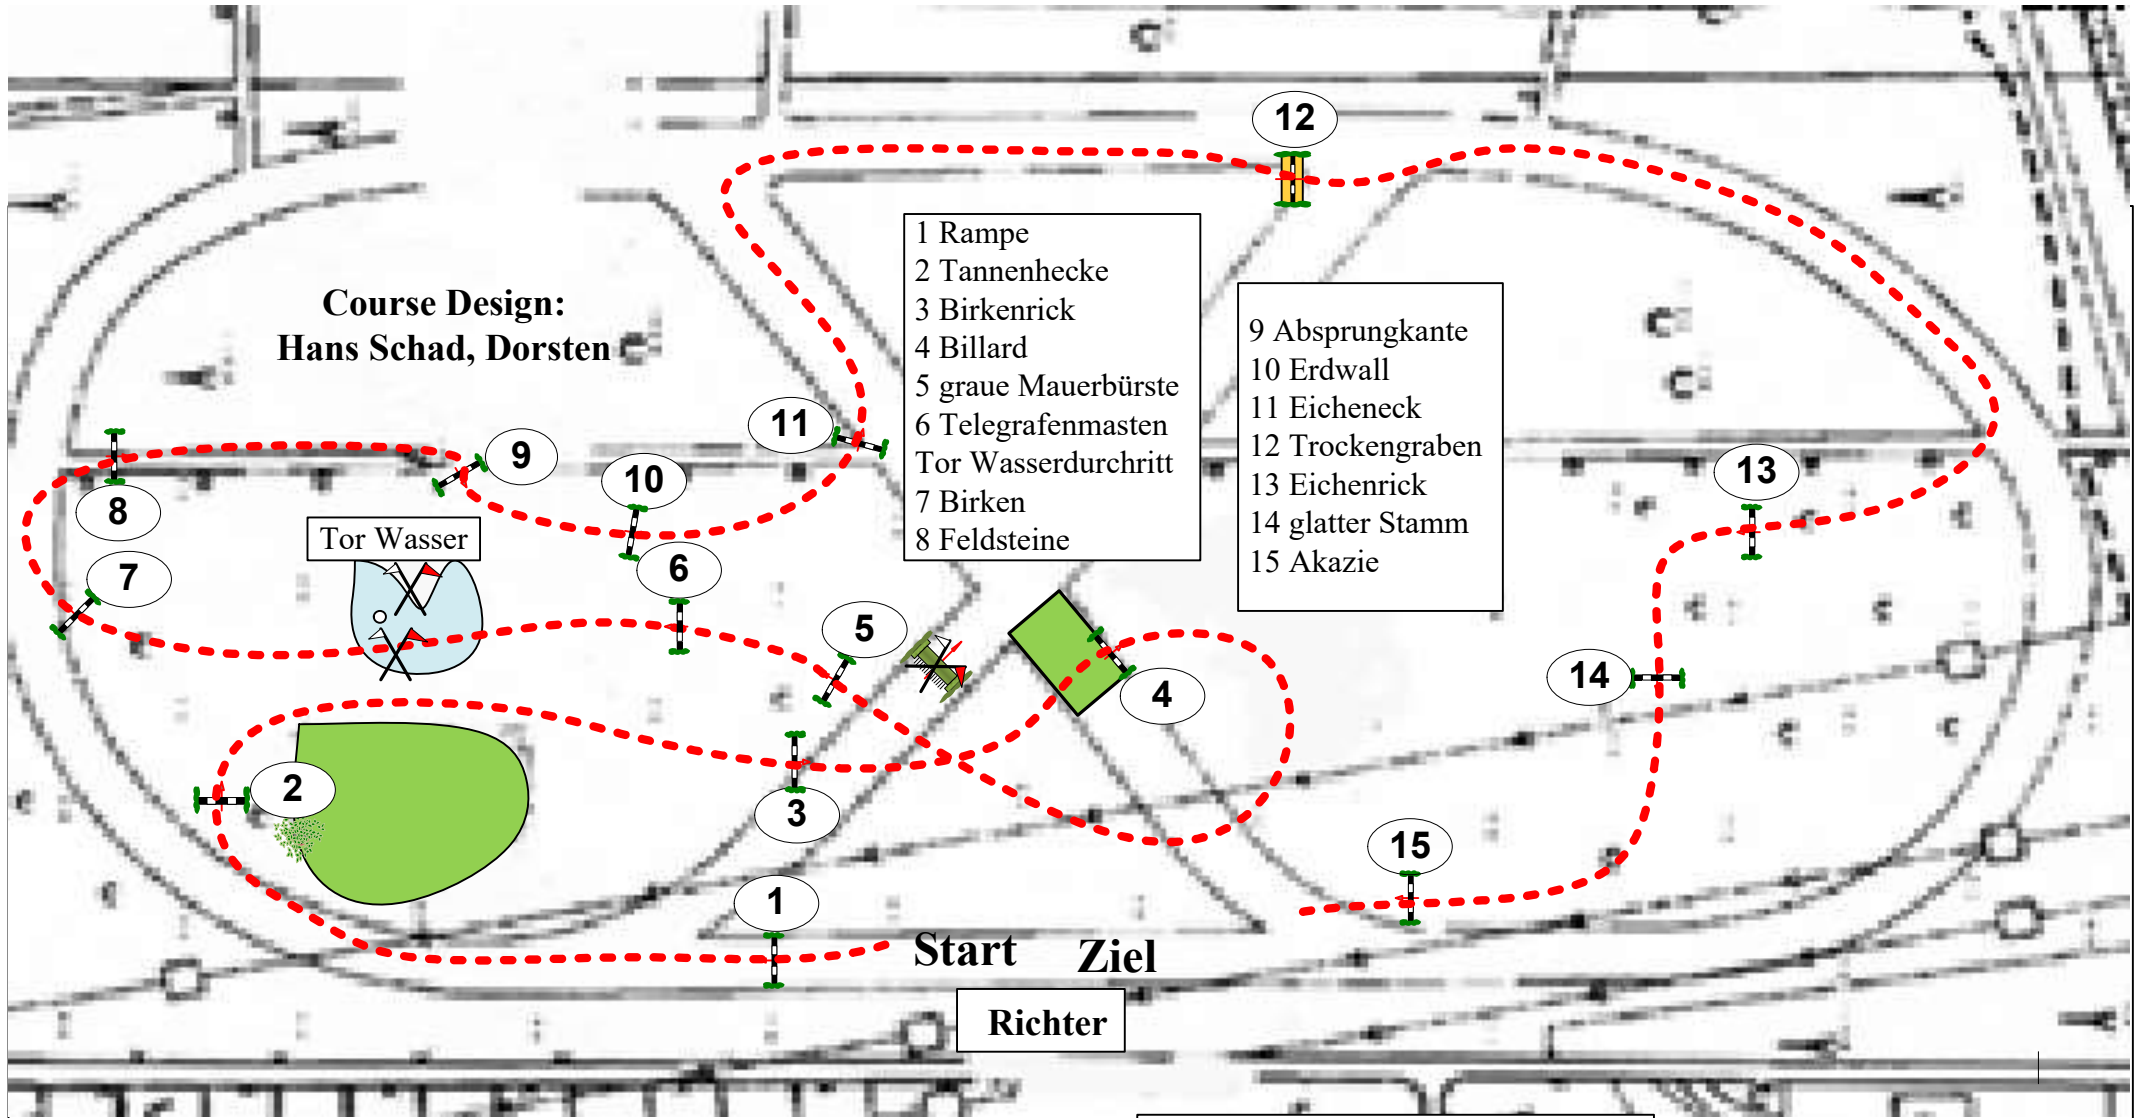 12
Course Design:
Hans Schad, Dorsten
1 Rampe
2 Tannenhecke
3 Birkenrick
4 Billard
5 graue Mauerbürste
6 Telegrafenmasten
Tor Wasserdurchritt
7 Birken
8 Feldsteine
9 Absprungkante
10 Erdwall
11 Eicheneck
12 Trockengraben
13 Eichenrick
14 glatter Stamm
15 Akazie
11
9
10
13
8
Tor Wasser
6
7
5
14
4
2
3
15
1
Start
Ziel
Richter